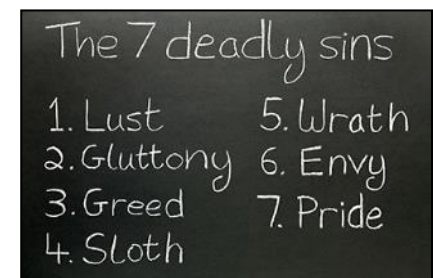 The 7 deadly sins
1. Lust
2. Gluttony
3. Greed
4. Sloth
5. Wrath
6. Envy
7. Pride